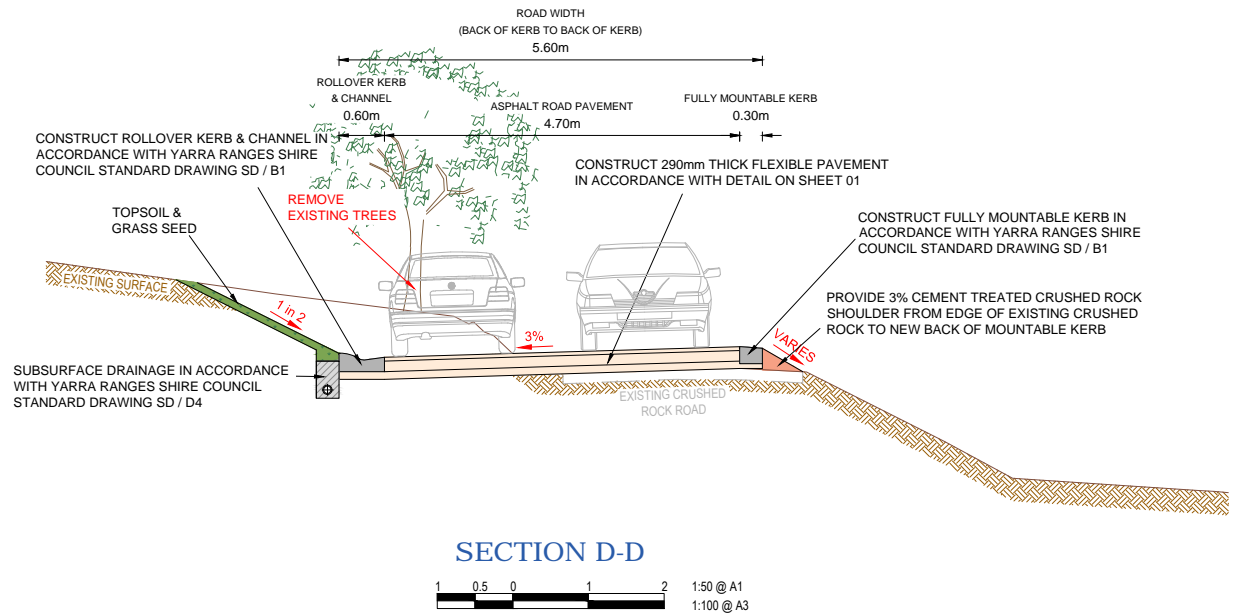 ROAD WIDTH
(BACK OF KERB TO BACK OF KERB)
5.60m
ROLLOVER KERB
& CHANNEL
0.60m
ASPHALT ROAD PAVEMENT
4.70m
FULLY MOUNTABLE KERB
0.30m
CONSTRUCT ROLLOVER KERB & CHANNEL IN
ACCORDANCE WITH YARRA RANGES SHIRE
COUNCIL STANDARD DRAWING SD / B1
CONSTRUCT 290mm THICK FLEXIBLE PAVEMENT
IN ACCORDANCE WITH DETAIL ON SHEET 01
REMOVE
EXISTING TREES
TOPSOIL &
GRASS SEED
CONSTRUCT FULLY MOUNTABLE KERB IN
ACCORDANCE WITH YARRA RANGES SHIRE
COUNCIL STANDARD DRAWING SD / B1
EXISTING SURFACE
1 in 2
PROVIDE 3% CEMENT TREATED CRUSHED ROCK
SHOULDER FROM EDGE OF EXISTING CRUSHED
ROCK TO NEW BACK OF MOUNTABLE KERB
3%
VARIES
SUBSURFACE DRAINAGE IN ACCORDANCE
WITH YARRA RANGES SHIRE COUNCIL
STANDARD DRAWING SD / D4
EXISTING CRUSHED
ROCK ROAD
SECTION D-D
1 0.5 0 1 2 1:50 @ A1
1:100 @ A3